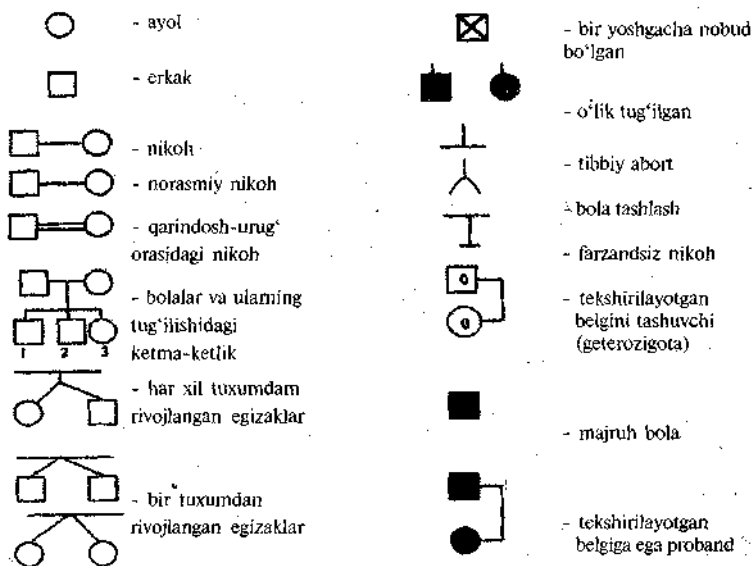 - ayol
- erkak
- nikoh
- norasmiy nikoh
- qarindosh-urug‘
orasidagi nikoh
- bolalar va ularning
tug‘ilishidagi
ketma-ketlik
1 2 3
- har xil tuxumdam
rivojlangan egizaklar
- bir tuxumdan
rivojlangan egizaklar
- bir yoshgacha nobud
bo‘lgan
- o‘lik tug‘ilgan
- tibbiy abort
- bola tashlash
- farzandsiz nikoh
- tekshirilayotgan
belgini tashuvchi
(geterozigota)
- majruh bola
- tekshirilayotgan
belgiga ega proband